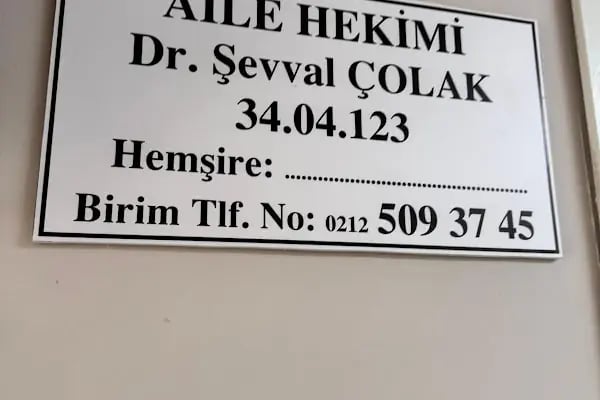 AİLE HEKİMİ
Dr. Şevval ÇOLAK
34.04.123
Hemşire: ................................................
Birim Tlf. No: 0212 509 37 45